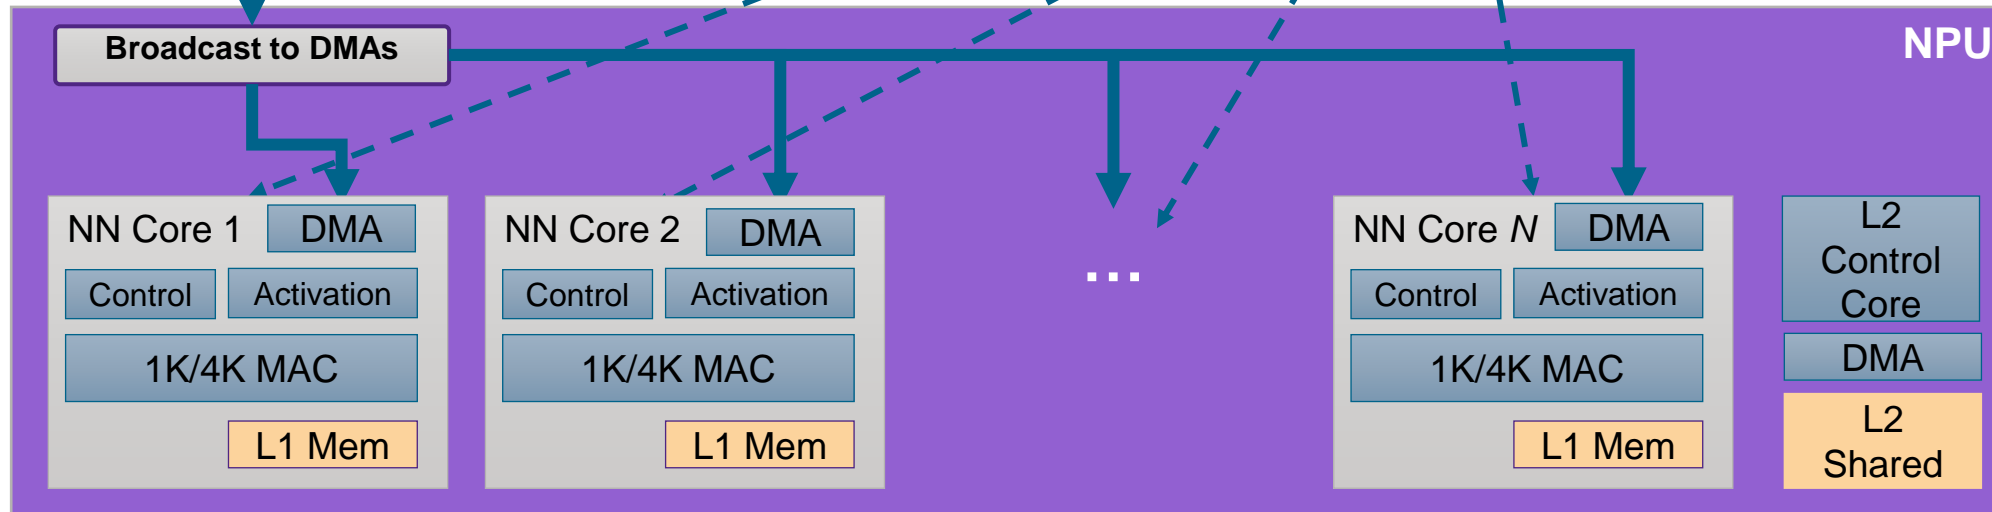 Broadcast to DMAs
NPU
NN Core 1
DMA
Control
Activation
1K/4K MAC
L1 Mem
NN Core 2
DMA
Control
Activation
1K/4K MAC
L1 Mem
...
NN Core N
DMA
Control
Activation
1K/4K MAC
L1 Mem
L2
Control
Core
DMA
L2
Shared